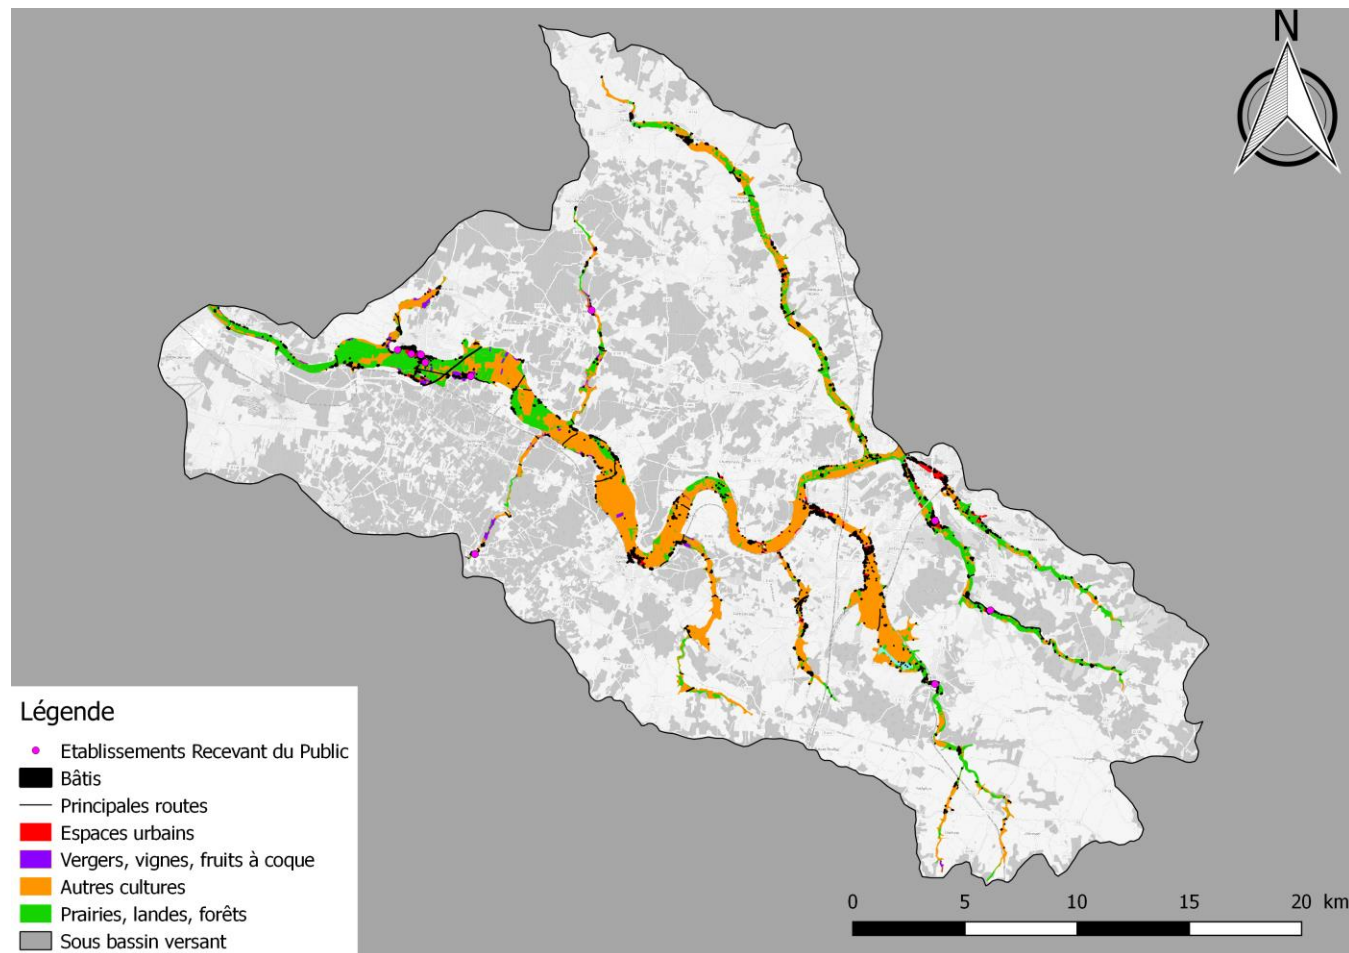 N
Légende
Etablissements Recevant du Public
Bâtis
Principales routes
Espaces urbains
Vergers, vignes, fruits à coque
Autres cultures
Prairies, landes, forêts
Sous bassin versant
0 5 10 15 20 km